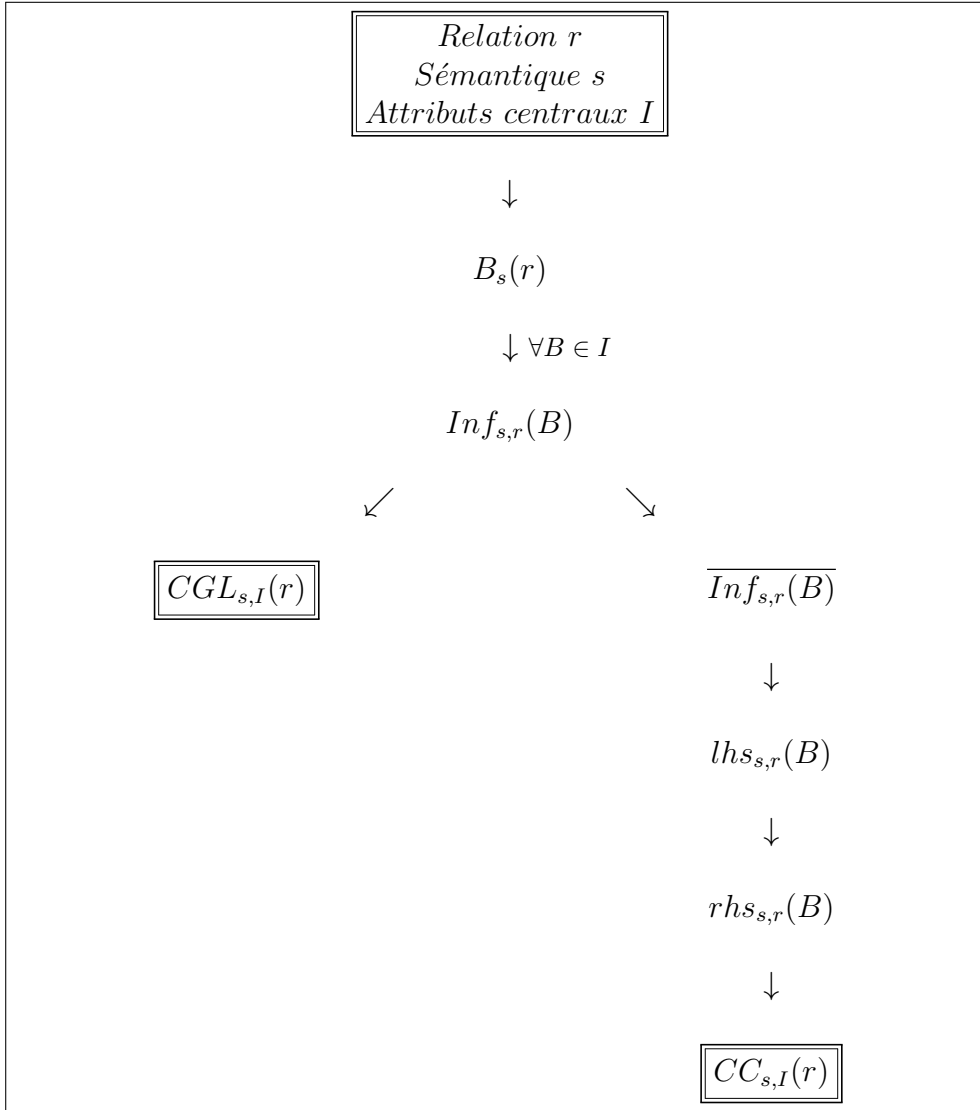 Relation r
Sémantique s
Attributs centraux I
↓
B_s(r)
↓ ∀B ∈ I
Inf_{s,r}(B)
↙ ↘
CGL_{s,I}(r) \overline{Inf_{s,r}(B)}
↓
lhs_{s,r}(B)
↓
rhs_{s,r}(B)
↓
CC_{s,I}(r)